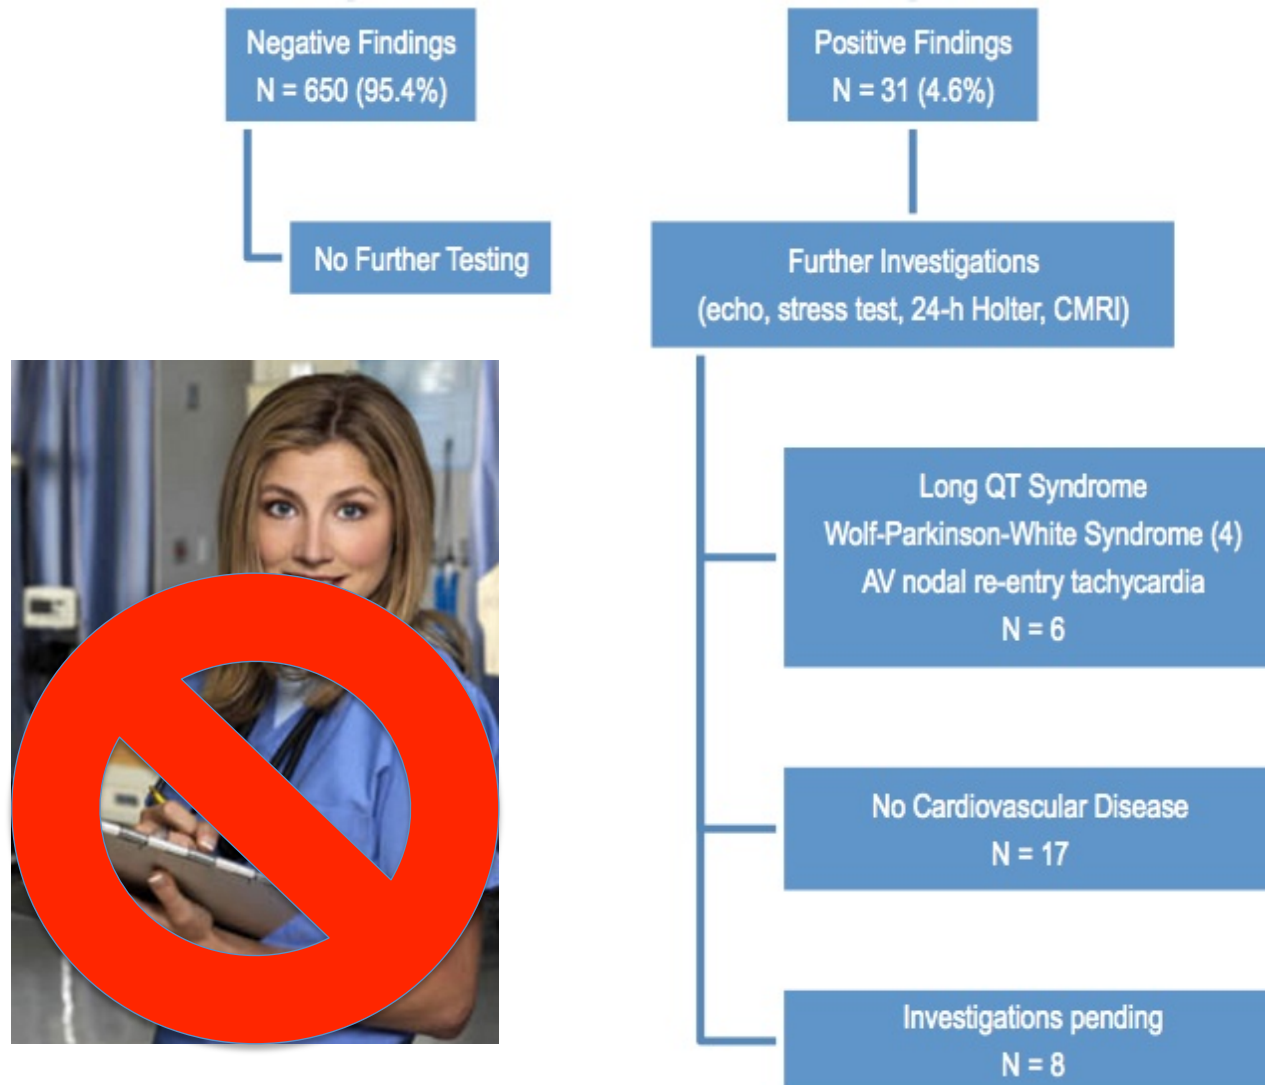 Negative Findings
N = 650 (95.4%)
No Further Testing
Positive Findings
N = 31 (4.6%)
Further Investigations
(echo, stress test, 24-h Holter, CMRI)
Long QT Syndrome
Wolf-Parkinson-White Syndrome (4)
AV nodal re-entry tachycardia
N = 6
No Cardiovascular Disease
N = 17
Investigations pending
N = 8